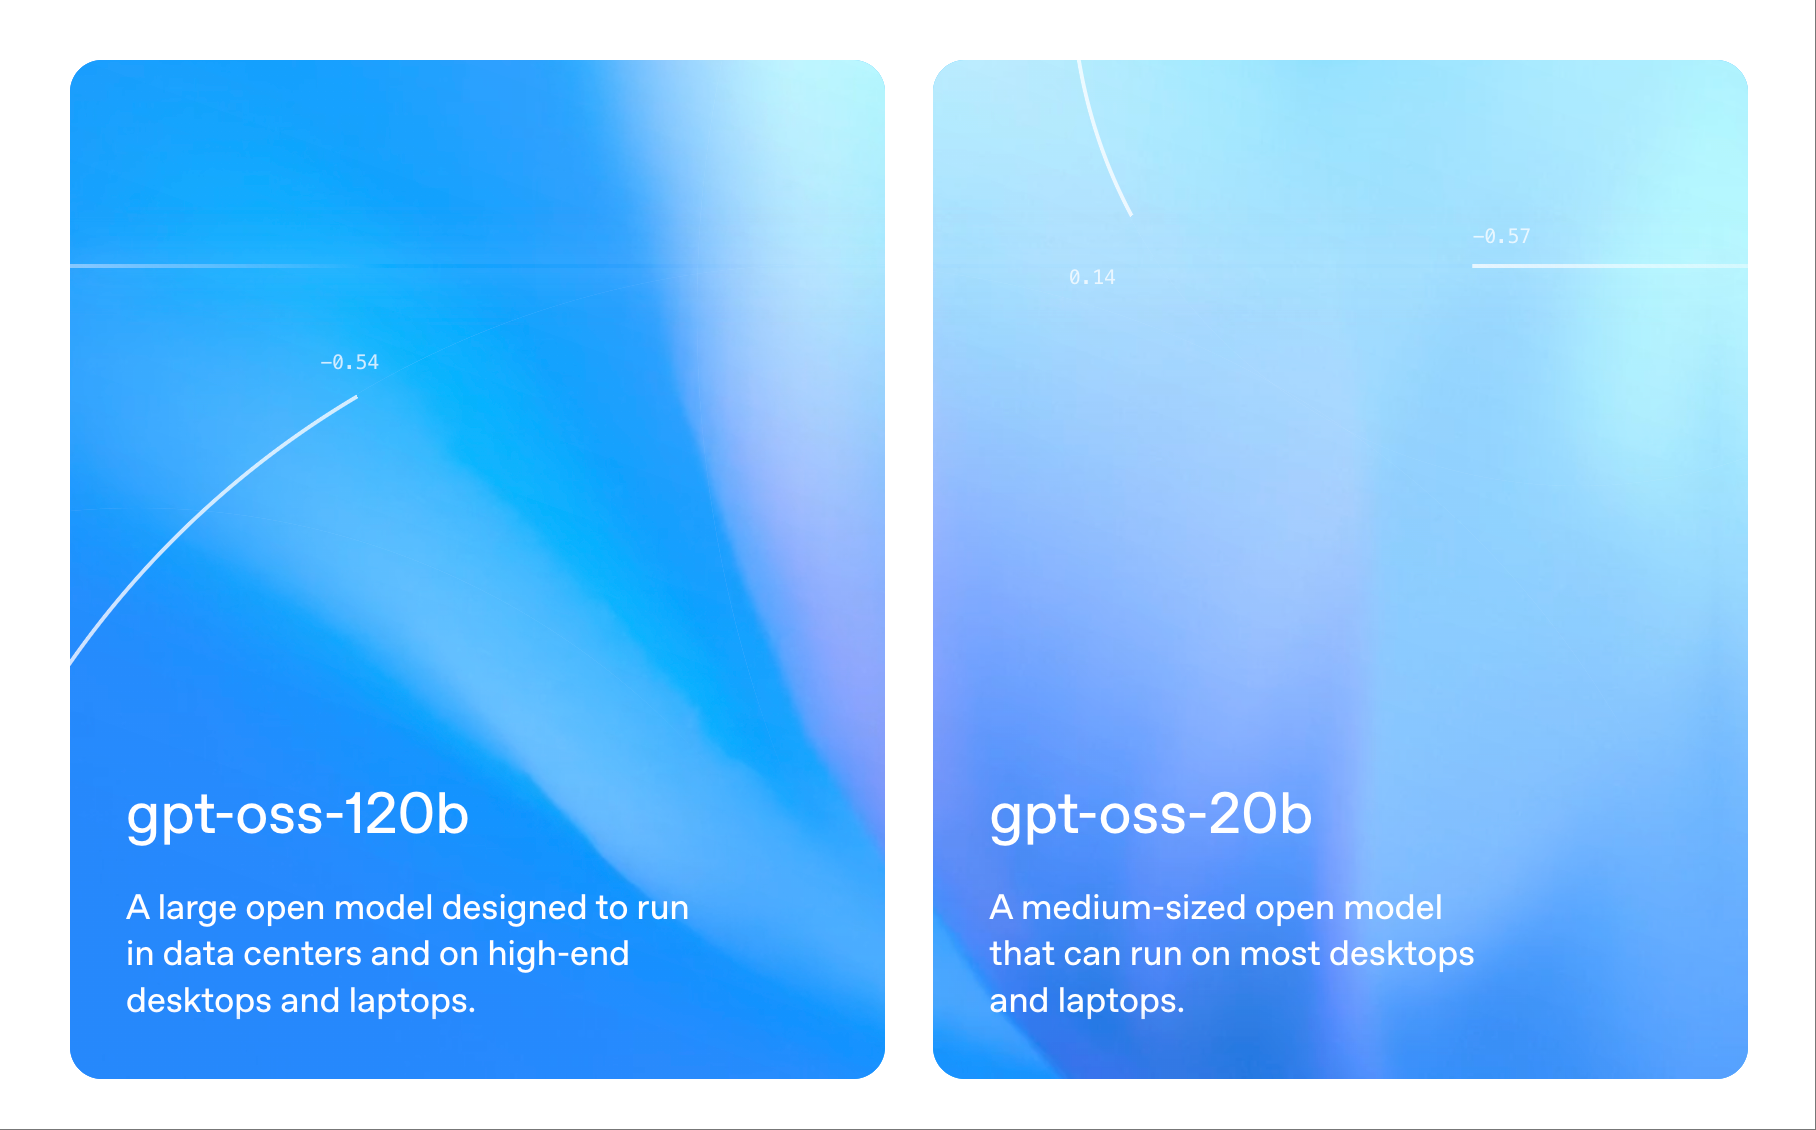 −0.54
gpt-oss-120b
A large open model designed to run
in data centers and on high-end
desktops and laptops.
−0.57
0.14
gpt-oss-20b
A medium-sized open model
that can run on most desktops
and laptops.